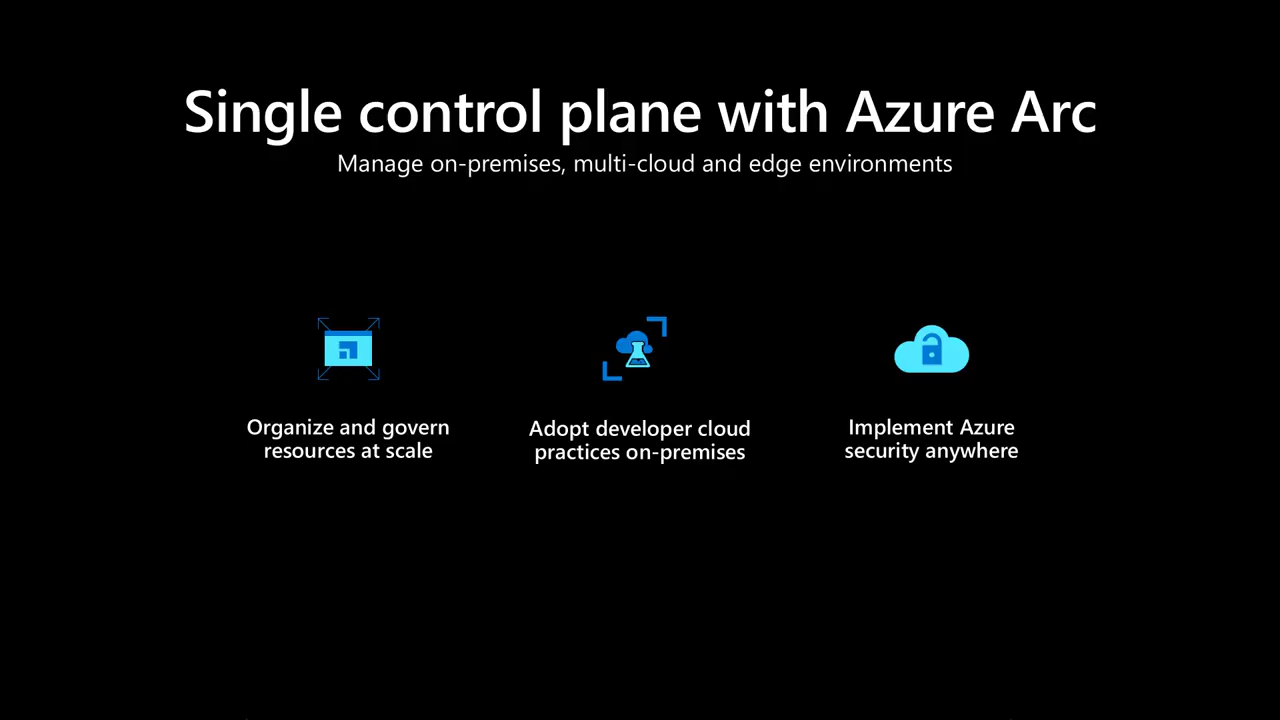 Single control plane with Azure Arc
Manage on-premises, multi-cloud and edge environments
Organize and govern
resources at scale
Adopt developer cloud
practices on-premises
Implement Azure
security anywhere